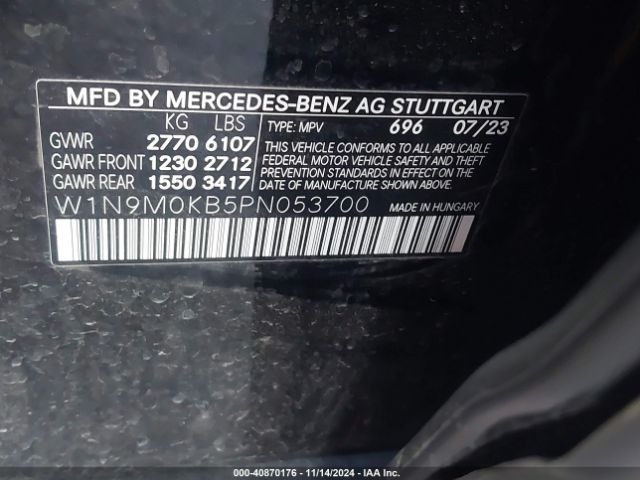 MFD BY MERCEDES-BENZ AG STUTTGART
KG LBS TYPE: MPV 696 07/23
GVWR 2770 6107
GAWR FRONT 1230 2712
GAWR REAR 1550 3417
THIS VEHICLE CONFORMS TO ALL APPLICABLE
FEDERAL MOTOR VEHICLE SAFETY AND THEFT
PREVENTION STANDARDS IN EFFECT ON THE
DATE OF MANUFACTURE SHOWN ABOVE.
W1N9M0KB5PN053700 MADE IN HUNGARY
000-40870176 - 11/14/2024 - IAA Inc.